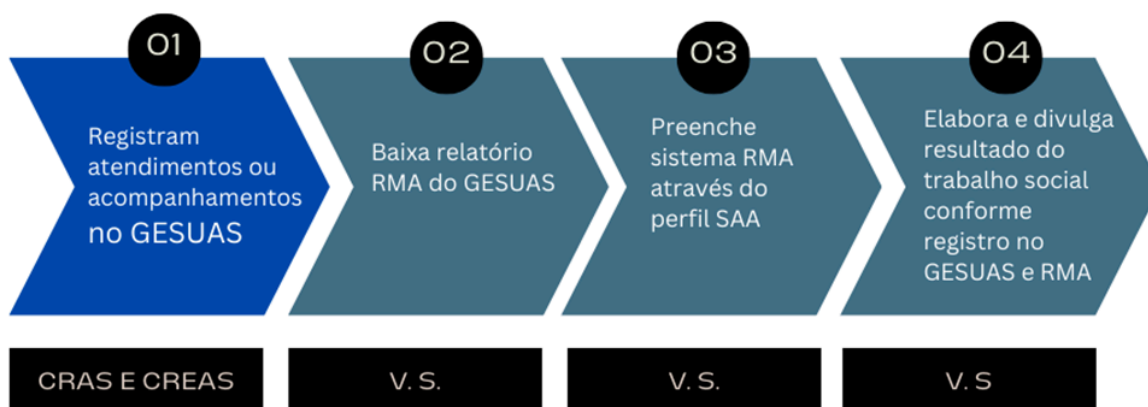 01
Registram
atendimentos ou
acompanhamentos
no GESUAS
CRAS E CREAS
02
Baixa relatório
RMA do GESUAS
V. S.
03
Preenche
sistema RMA
através do
perfil SAA
V. S.
04
Elabora e divulga
resultado do
trabalho social
conforme
registro no
GESUAS e RMA
V. S